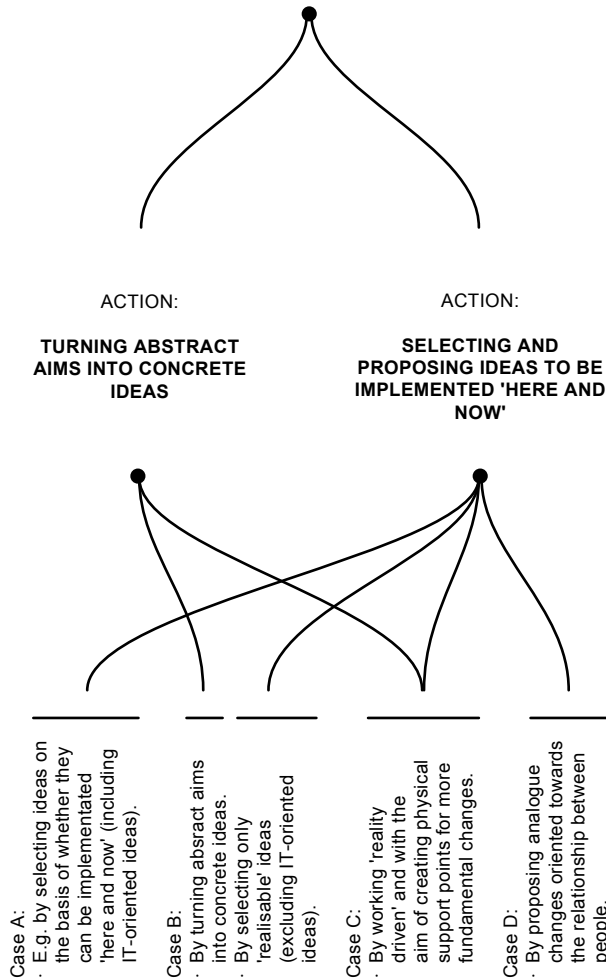 ACTION:
TURNING ABSTRACT
AIMS INTO CONCRETE
IDEAS
ACTION:
SELECTING AND
PROPOSING IDEAS TO BE
IMPLEMENTED 'HERE AND
NOW'
Case A:
· E.g. by selecting ideas on
the basis of whether they
can be implementated
'here and now' (including
IT-oriented ideas).
Case B:
· By turning absract aims
into concrete ideas.
· By selecting only
'realisable' ideas
(excluding IT-oriented
ideas).
Case C:
· By working 'reality
driven' and with the
aim of creating physical
support points for more
fundamental changes.
Case D:
· By proposing analogue
changes oriented towards
the relationship between
people.